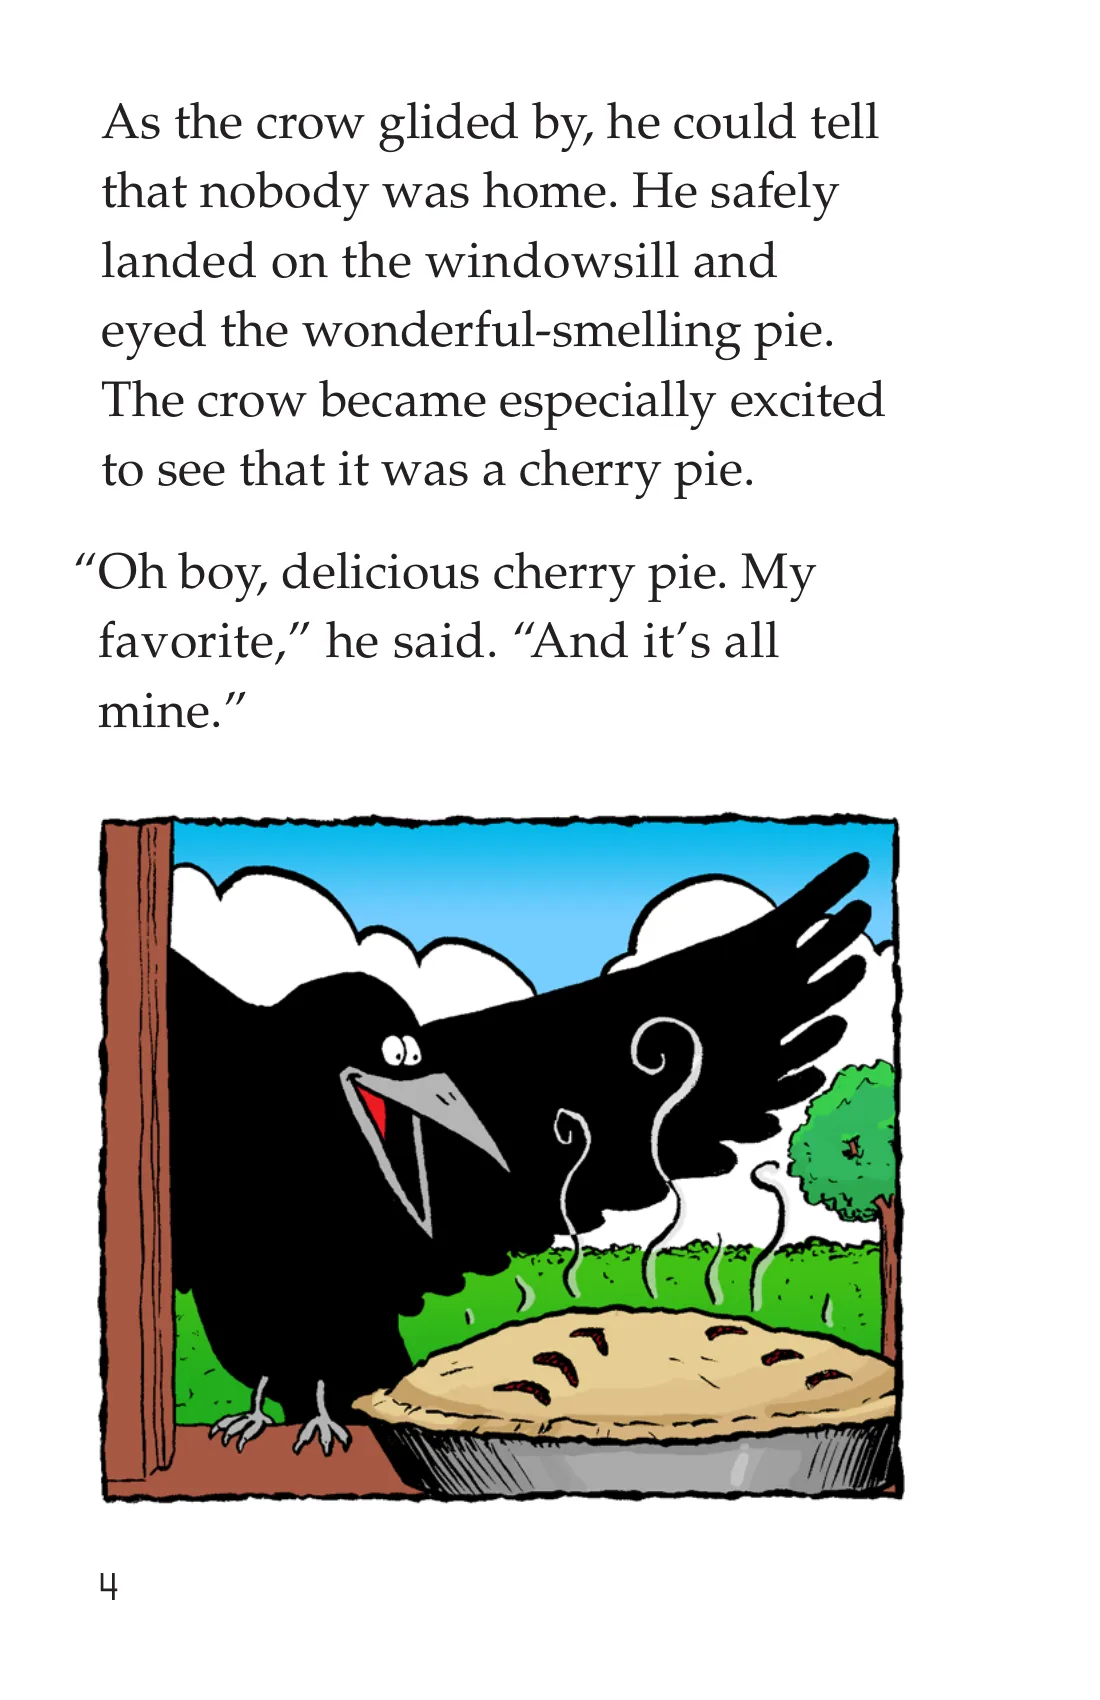 As the crow glided by, he could tell
that nobody was home. He safely
landed on the windowsill and
eyed the wonderful-smelling pie.
The crow became especially excited
to see that it was a cherry pie.
“Oh boy, delicious cherry pie. My
favorite,” he said. “And it’s all
mine.”
4